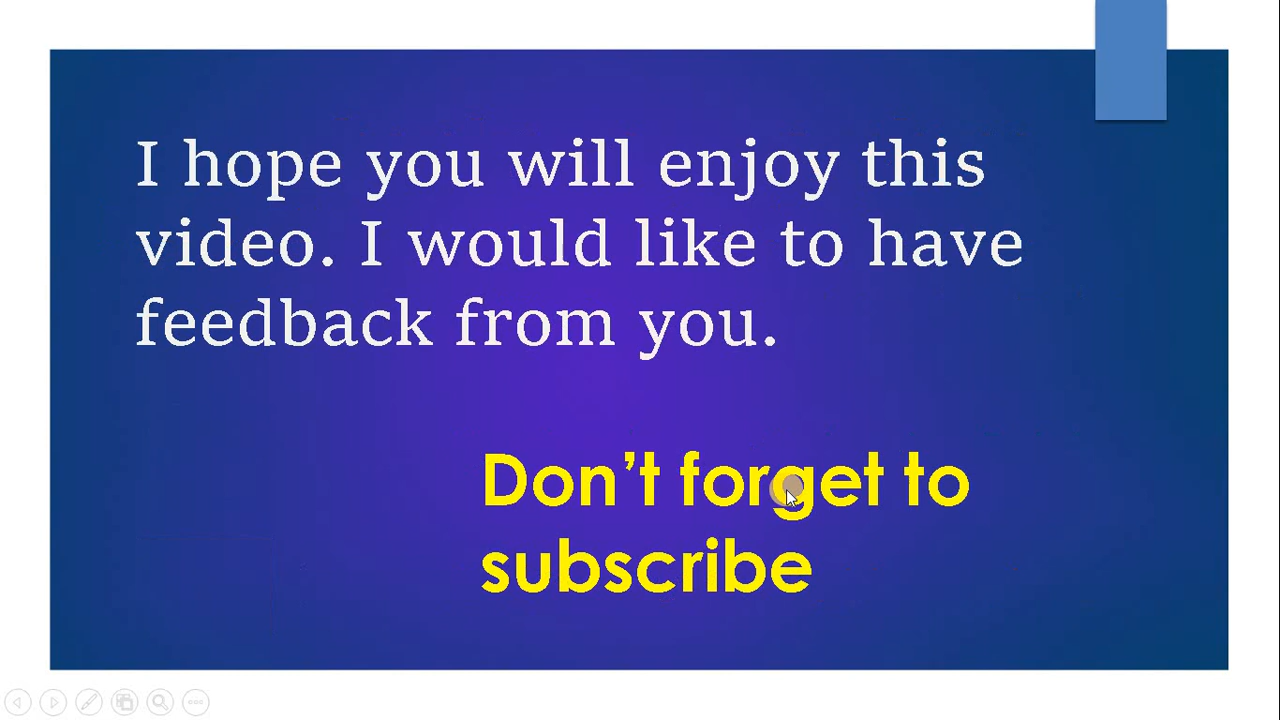 I hope you will enjoy this
video. I would like to have
feedback from you.
Don’t forget to
subscribe